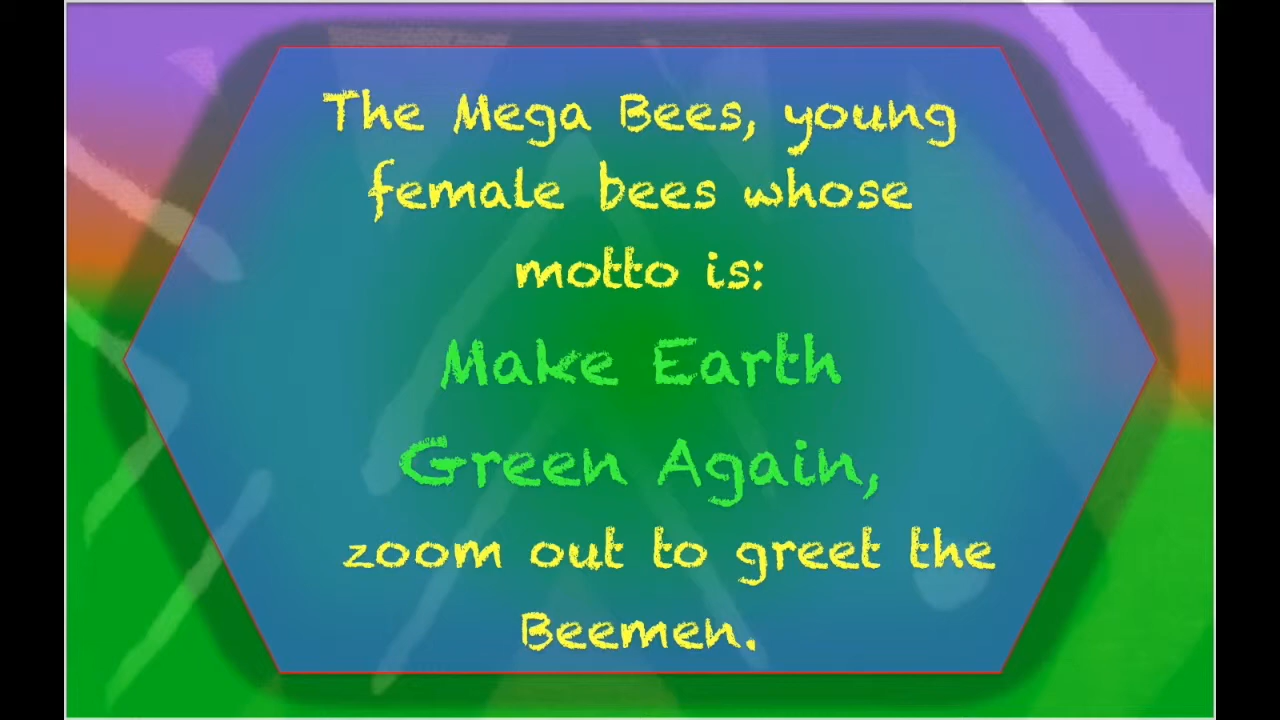 The Mega Bees, young
female bees whose
motto is:
Make Earth
Green Again,
zoom out to greet the
Beemen.